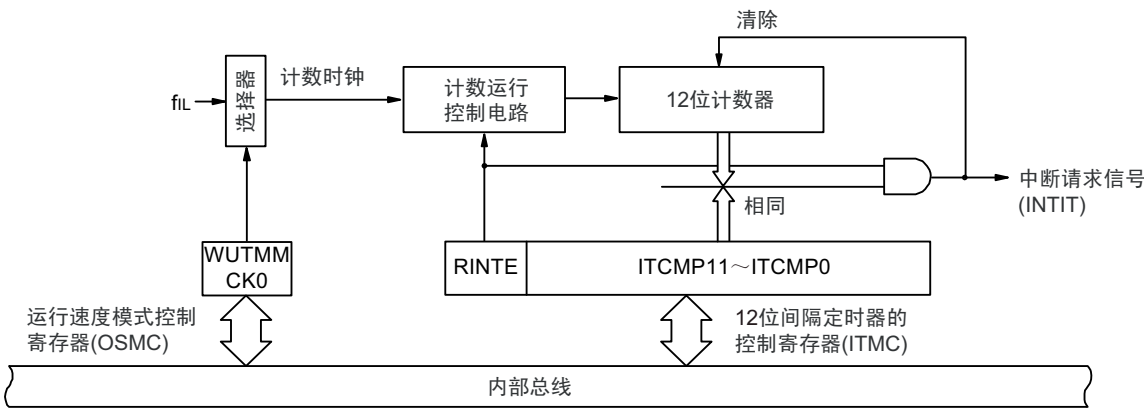 清除
fIL
选择器
计数时钟
计数运行
控制电路
12位计数器
相同
中断请求信号
(INTIT)
WUTMM
CK0
RINTE
ITCMP11～ITCMP0
运行速度模式控制
寄存器(OSMC)
12位间隔定时器的
控制寄存器(ITMC)
内部总线